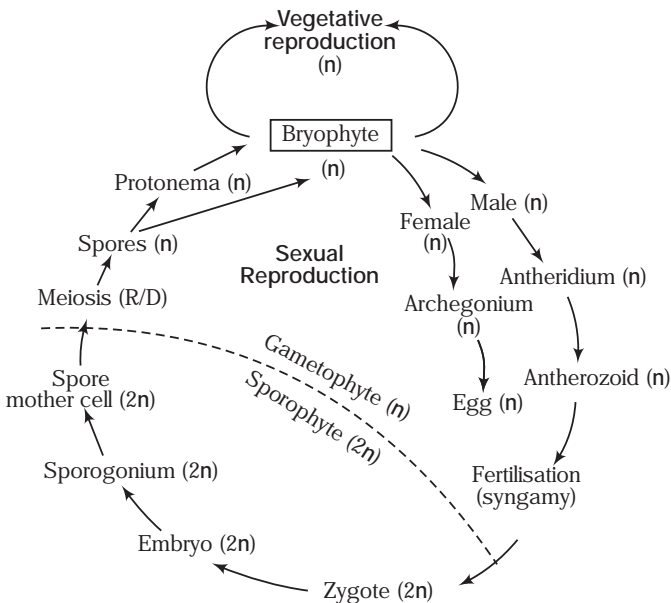 Vegetative
reproduction
(n)
Bryophyte
(n)
Protonema (n)
Spores (n)
Meiosis (R/D)
Sexual
Reproduction
Female
(n)
Male (n)
Archegonium
(n)
Antheridium (n)
Egg (n)
Antherozoid (n)
Fertilisation
(syngamy)
Gametophyte (n)
Sporophyte (2n)
Spore
mother cell (2n)
Sporogonium (2n)
Embryo (2n)
Zygote (2n)